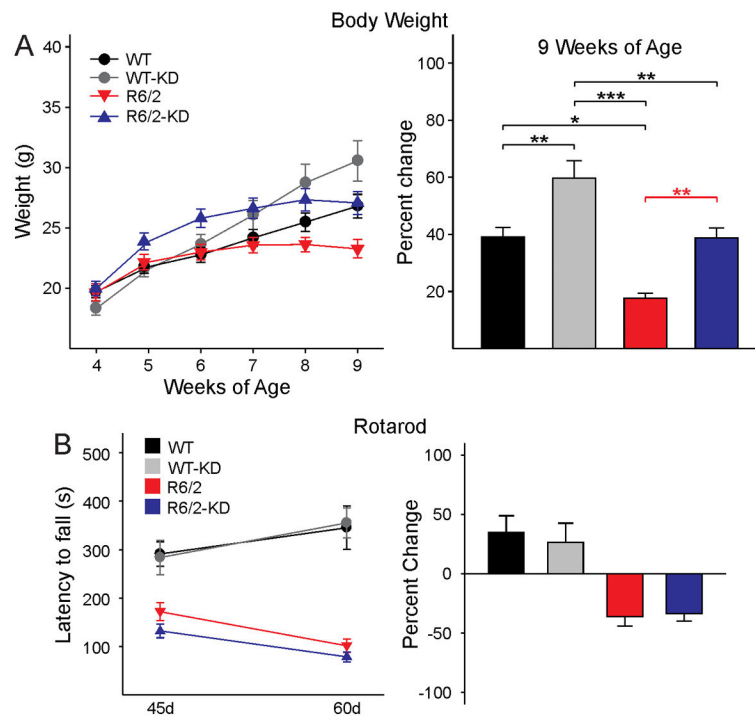 Body Weight
A
WT
WT-KD
R6/2
R6/2-KD
40
35
30
25
20
Weight (g)
4 5 6 7 8 9
Weeks of Age
9 Weeks of Age
100
80
60
40
20
Percent change
**
***
*
**
**
Rotarod
B
WT
WT-KD
R6/2
R6/2-KD
500
400
300
200
100
Latency to fall (s)
45d 60d
100
50
0
-50
-100
Percent Change